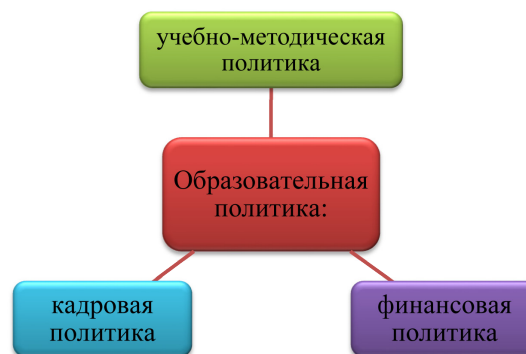 учебно-методическая
политика
Образовательная
политика:
кадровая
политика
финансовая
политика